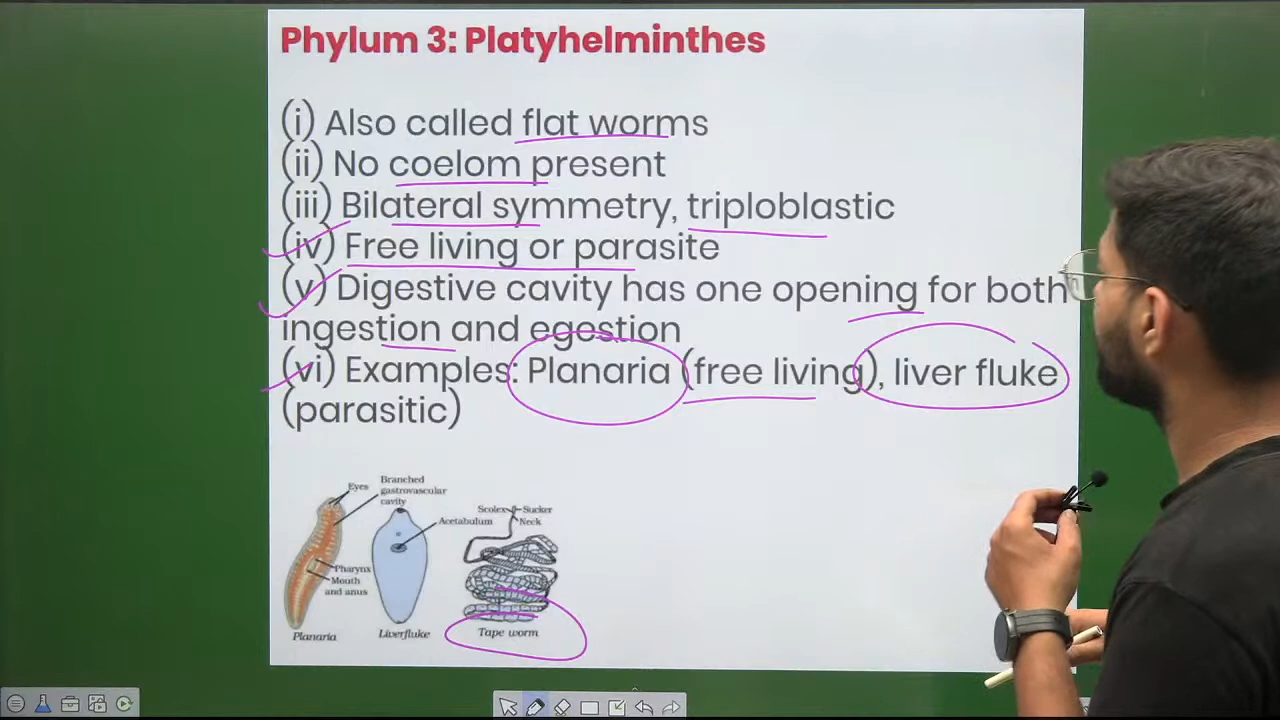 Phylum 3: Platyhelminthes
(i) Also called flat worms
(ii) No coelom present
(iii) Bilateral symmetry, triploblastic
(iv) Free living or parasite
(v) Digestive cavity has one opening for both
ingestion and egestion
(vi) Examples: Planaria (free living), liver fluke
(parasitic)
Eyes
Branched
gastrovascular
cavity
Acetabulum
Pharynx
Mouth
and anus
Planaria
Liverfluke
Scolex
Sucker
Neck
Tape worm